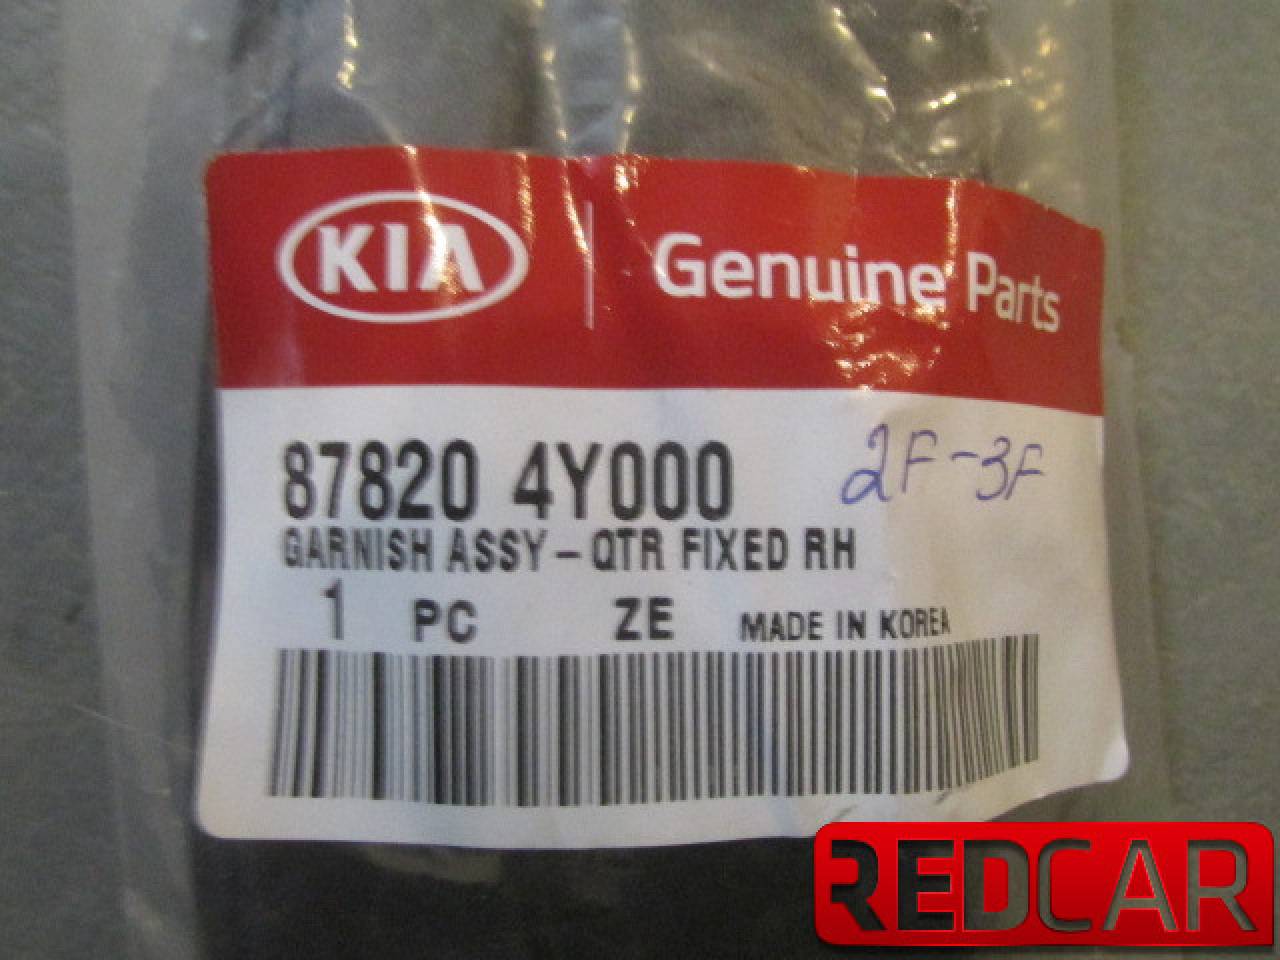 KIA Genuine Parts
87820 4Y000 2F-3F
GARNISH ASSY-QTR FIXED RH
1 PC ZE MADE IN KOREA
REDCAR